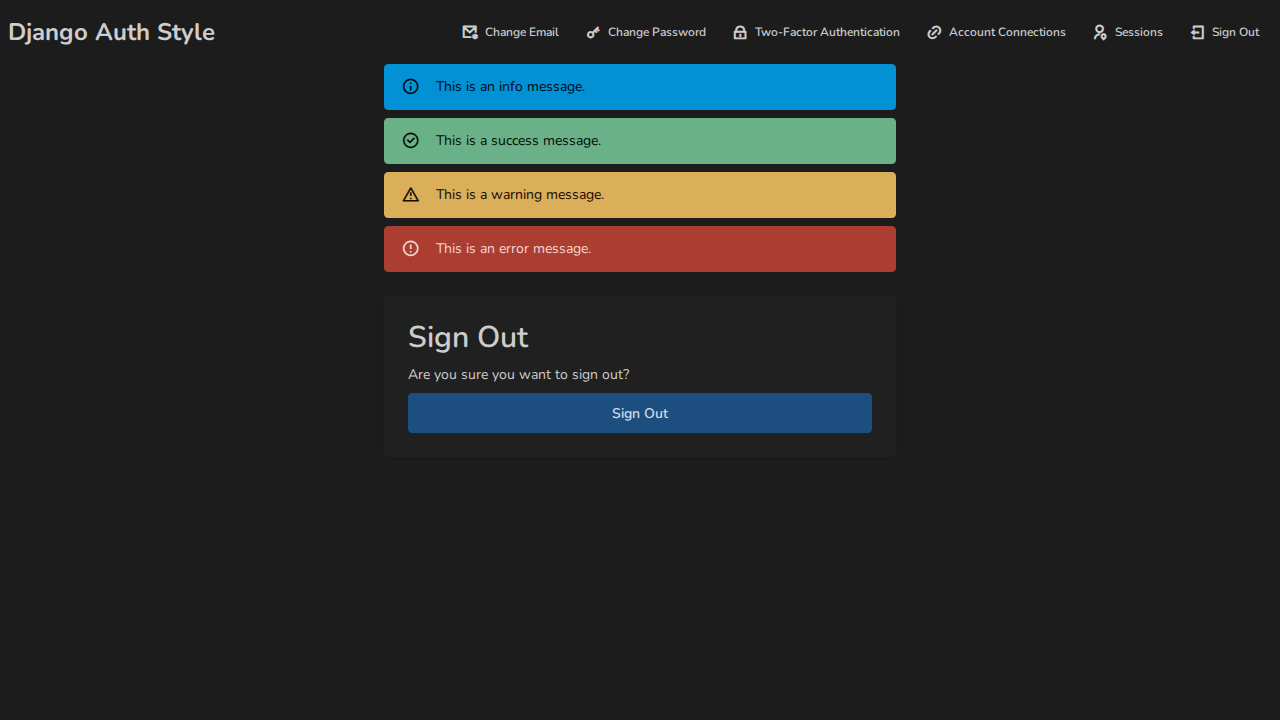 Django Auth Style
Change Email
Change Password
Two-Factor Authentication
Account Connections
Sessions
Sign Out
This is an info message.
This is a success message.
This is a warning message.
This is an error message.
Sign Out
Are you sure you want to sign out?
Sign Out